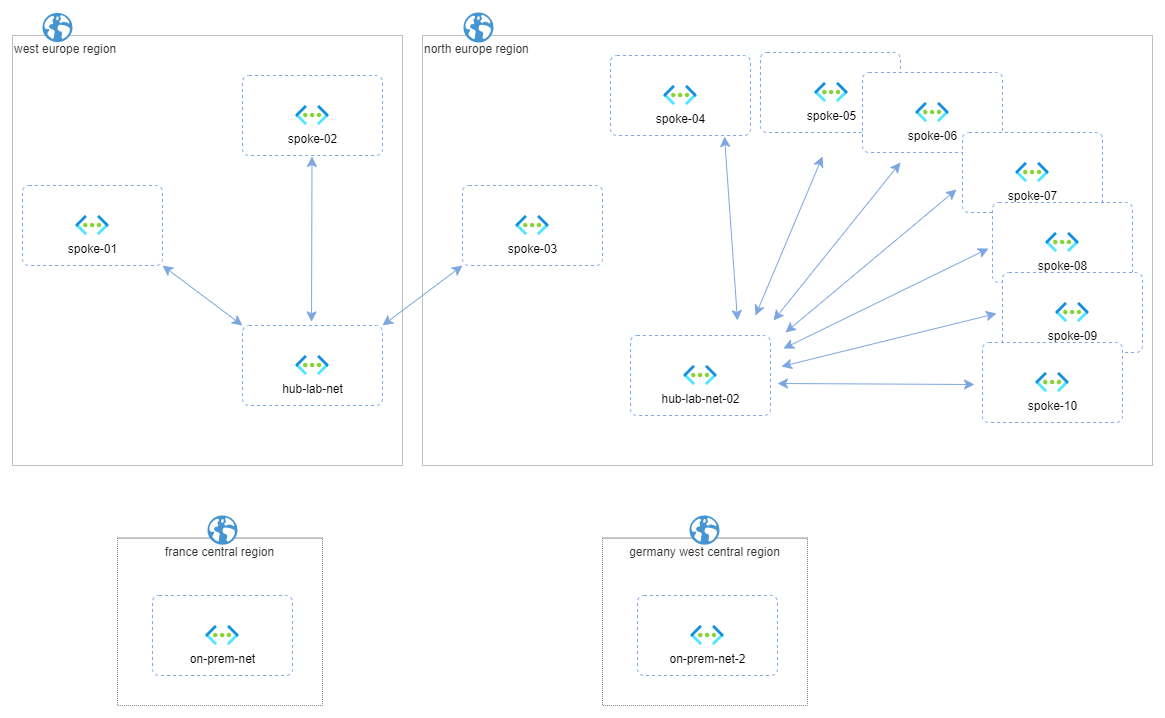 west europe region
north europe region
spoke-04
spoke-05
spoke-06
spoke-02
spoke-07
spoke-01
spoke-03
spoke-08
spoke-09
hub-lab-net
hub-lab-net-02
spoke-10
france central region
germany west central region
on-prem-net
on-prem-net-2